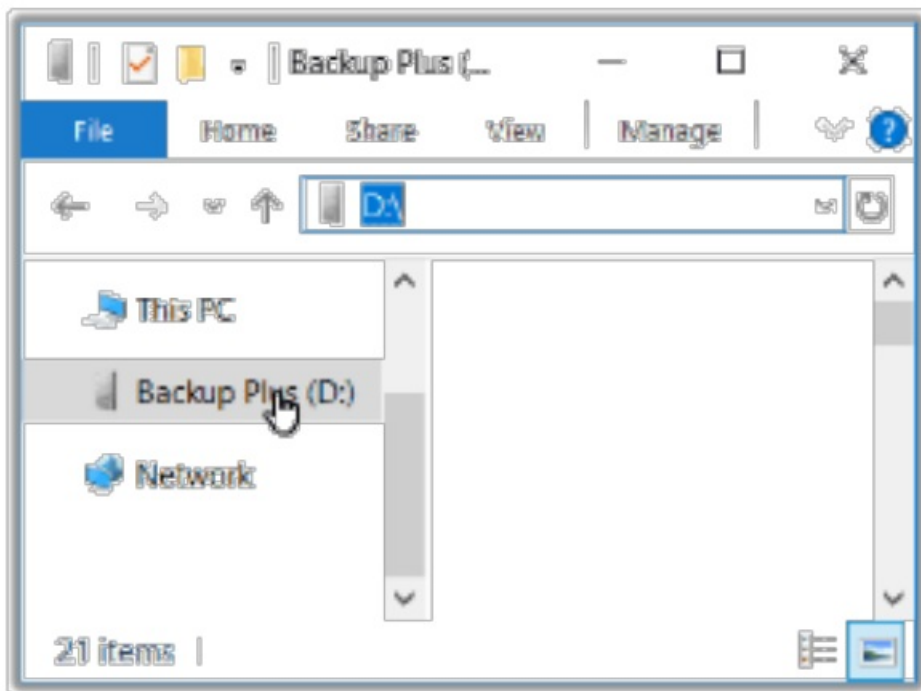 Backup Plus (...
File Home Share View Manage ?
D:\
This PC
Backup Plus (D:)
Network
21 items